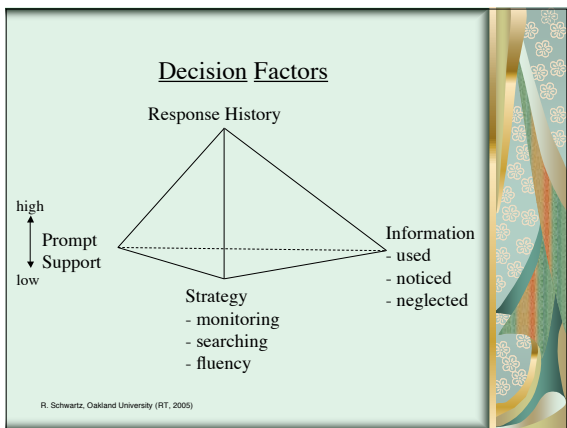 Decision Factors
Response History
high
Prompt
Support
low
Information
- used
- noticed
- neglected
Strategy
- monitoring
- searching
- fluency
R. Schwartz, Oakland University (RT, 2005)